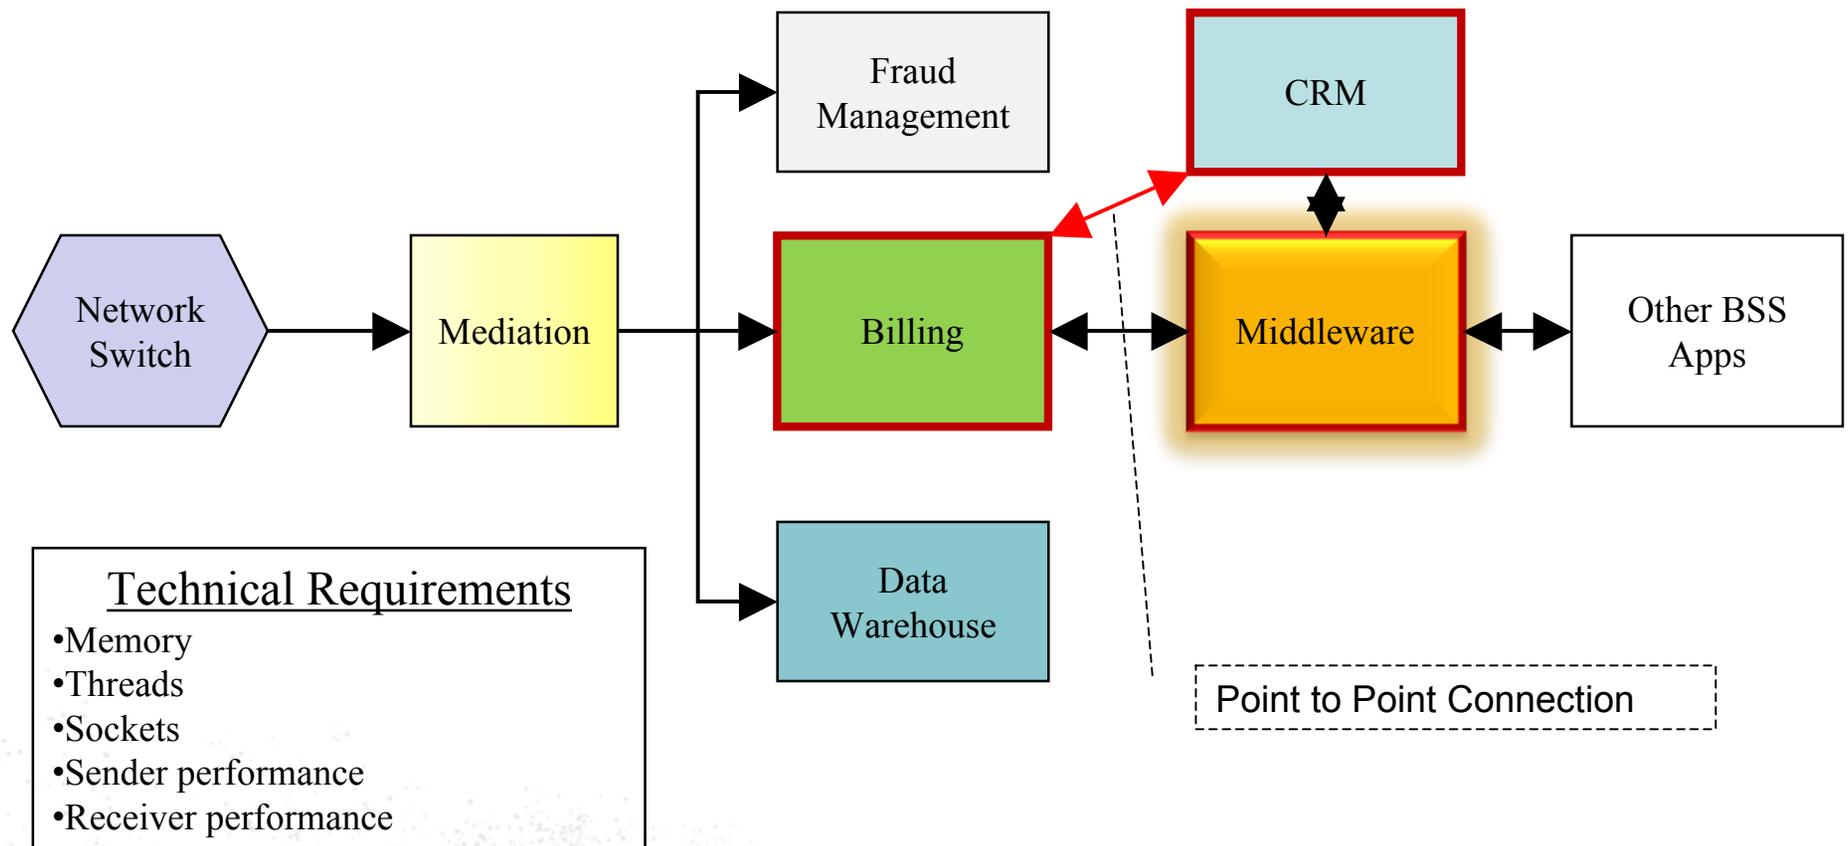 Fraud
Management
CRM
Network
Switch
Mediation
Billing
Middleware
Other BSS
Apps
Data
Warehouse
Technical Requirements
•Memory
•Threads
•Sockets
•Sender performance
•Receiver performance
Point to Point Connection